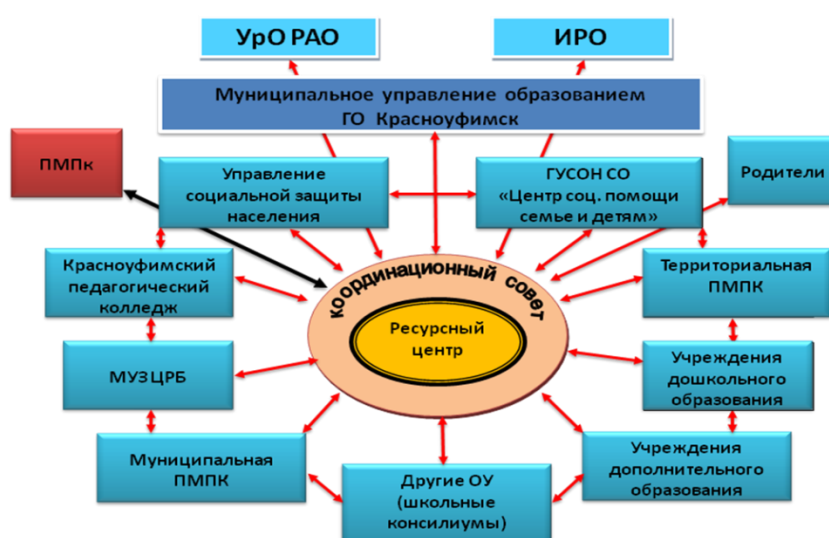 УрО РАО
ИРО
Муниципальное управление образованием
ГО Красноуфимск
ПМПк
Управление
социальной защиты
населения
ГУСОН СО
«Центр соц. помощи
семье и детям»
Родители
Красноуфимский
педагогический
колледж
координационный совет
Территориальная
ПМПК
Ресурсный
центр
МУЗ ЦРБ
Учреждения
дошкольного
образования
Муниципальная
ПМПК
Другие ОУ
(школьные
консилиумы)
Учреждения
дополнительного
образования